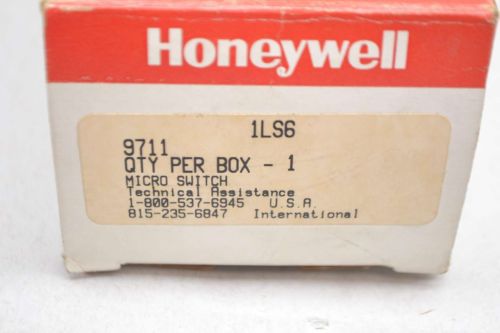 Honeywell
1LS6
9711
QTY PER BOX - 1
MICRO SWITCH
Technical Assistance
1-800-537-6945 U.S.A.
815-235-6847 International